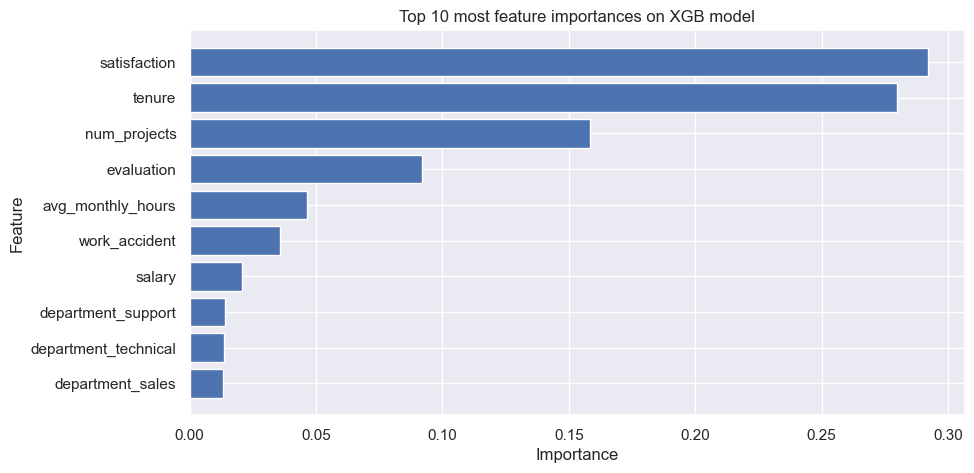 Top 10 most feature importances on XGB model
Feature
satisfaction
tenure
num_projects
evaluation
avg_monthly_hours
work_accident
salary
department_support
department_technical
department_sales
0.00 0.05 0.10 0.15 0.20 0.25 0.30
Importance